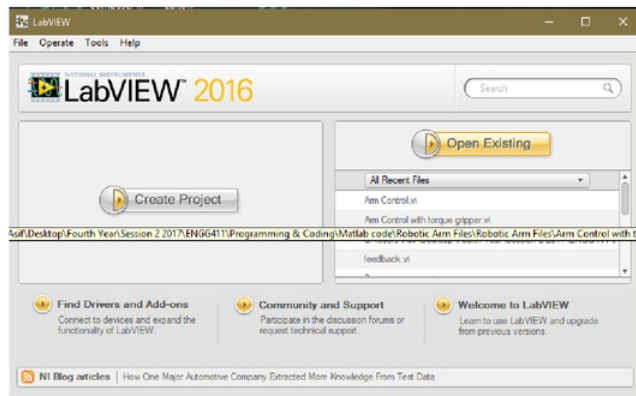 LabVIEW
File Operate Tools Help
NATIONAL INSTRUMENTS
LabVIEW™ 2016
Search
Open Existing
Create Project
All Recent Files
Arm Control.vi
Arm Control with torque gripper.vi
Asif\Desktop\Fourth Year\Session 2 2017\ENGG411\Programming & Coding\Matlab code\Robotic Arm Files\Robotic Arm Files\Arm Control with t
feedback.vi
Find Drivers and Add-ons
Connect to devices and expand the
functionality of LabVIEW.
Community and Support
Participate in the discussion forums or
request technical support.
Welcome to LabVIEW
Learn to use LabVIEW and upgrade
from previous versions.
NI Blog articles | How One Major Automotive Company Extracted More Knowledge From Test Data